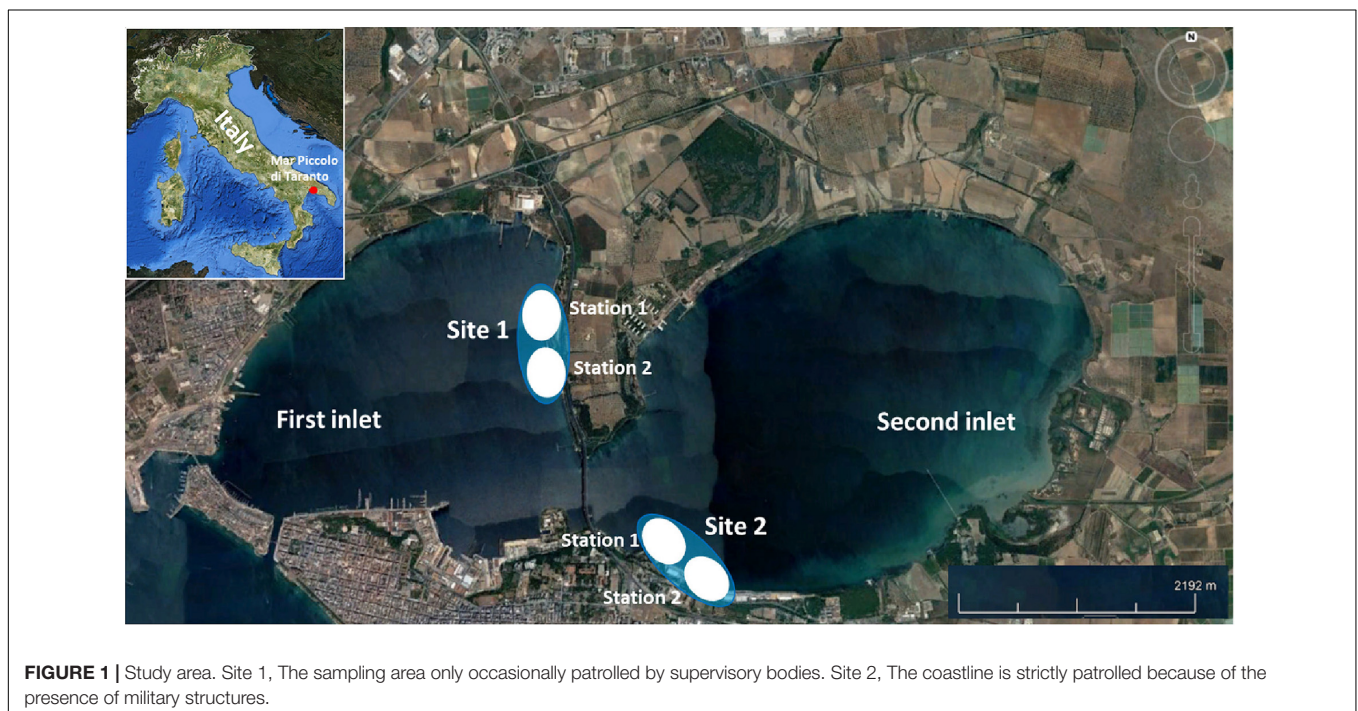 Italy
Mar Piccolo
di Taranto
N
Station 1
Site 1
Station 2
First inlet
Second inlet
Site 2
Station 1
Station 2
2192 m
FIGURE 1 | Study area. Site 1, The sampling area only occasionally patrolled by supervisory bodies. Site 2, The coastline is strictly patrolled because of the
presence of military structures.